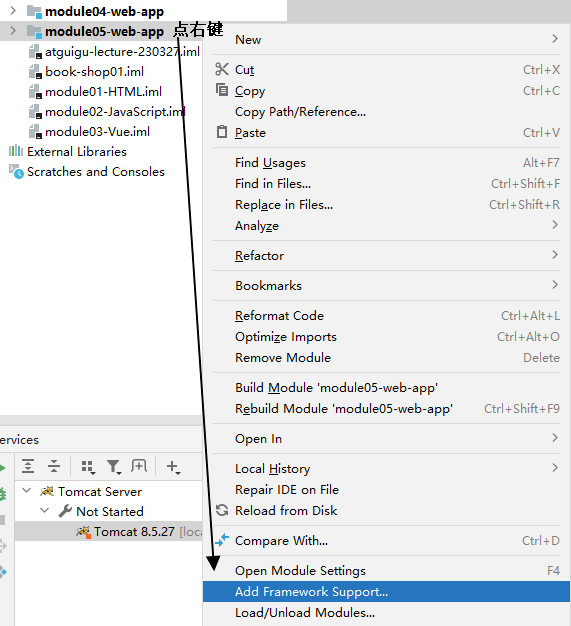 module04-web-app
module05-web-app 点右键
atguigu-lecture-230327.iml
book-shop01.iml
module01-HTML.iml
module02-JavaScript.iml
module03-Vue.iml
External Libraries
Scratches and Consoles
ervices
Tomcat Server
Not Started
Tomcat 8.5.27 [loca
New
Cut Ctrl+X
Copy Ctrl+C
Copy Path/Reference...
Paste Ctrl+V
Find Usages Alt+F7
Find in Files... Ctrl+Shift+F
Replace in Files... Ctrl+Shift+R
Analyze
Refactor
Bookmarks
Reformat Code Ctrl+Alt+L
Optimize Imports Ctrl+Alt+O
Remove Module Delete
Build Module 'module05-web-app'
Rebuild Module 'module05-web-app' Ctrl+Shift+F9
Open In
Local History
Repair IDE on File
Reload from Disk
Compare With... Ctrl+D
Open Module Settings F4
Add Framework Support...
Load/Unload Modules...